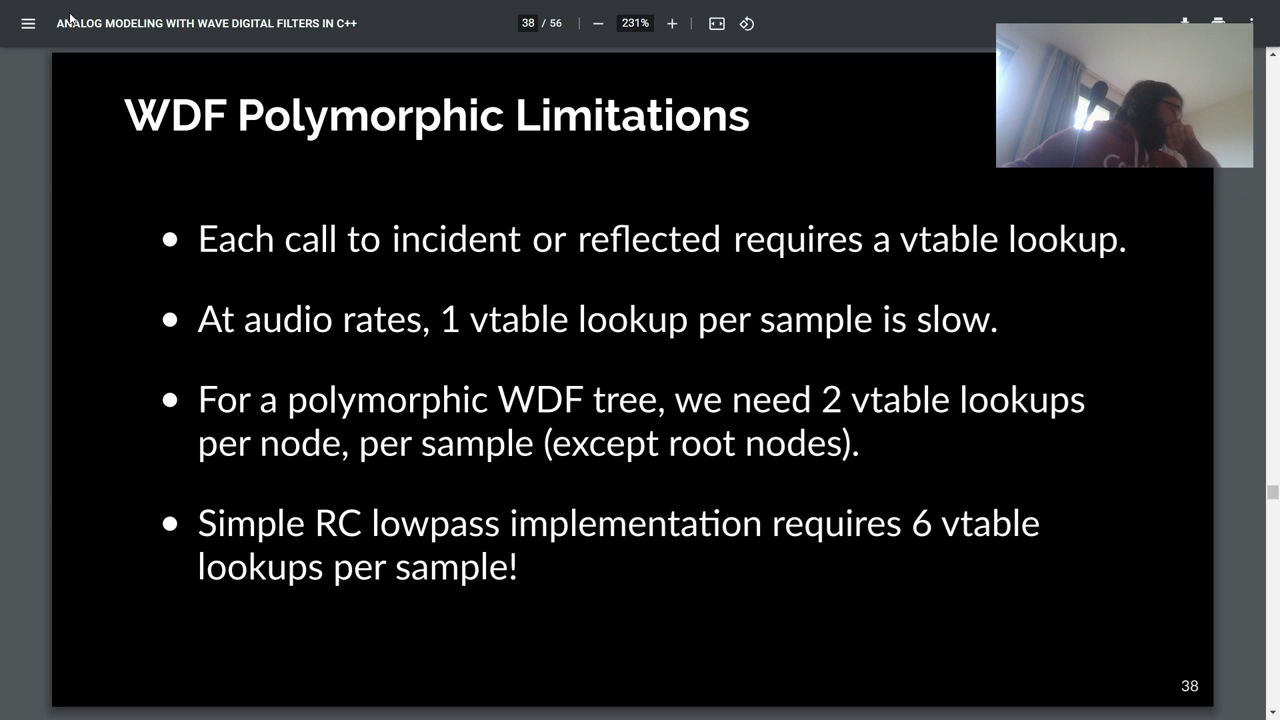 ANALOG MODELING WITH WAVE DIGITAL FILTERS IN C++
38 / 56
231%
WDF Polymorphic Limitations
• Each call to incident or reflected requires a vtable lookup.
• At audio rates, 1 vtable lookup per sample is slow.
• For a polymorphic WDF tree, we need 2 vtable lookups
per node, per sample (except root nodes).
• Simple RC lowpass implementation requires 6 vtable
lookups per sample!
38